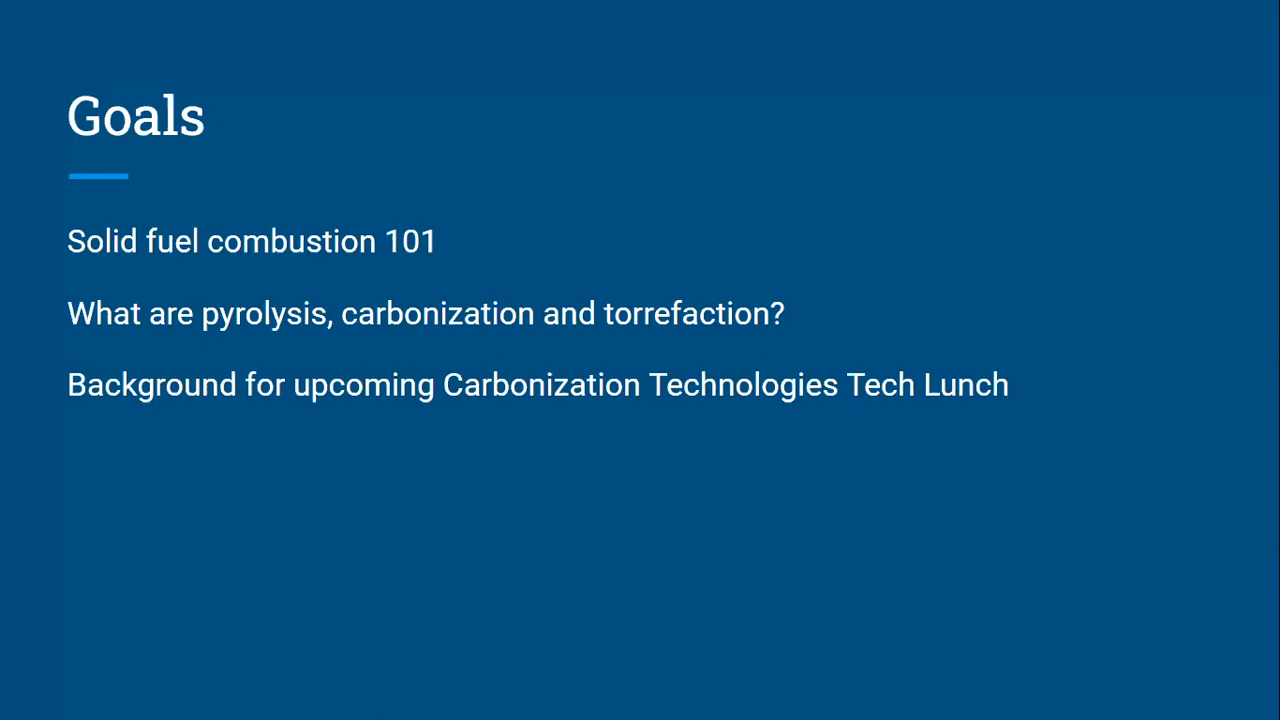 Goals
Solid fuel combustion 101
What are pyrolysis, carbonization and torrefaction?
Background for upcoming Carbonization Technologies Tech Lunch